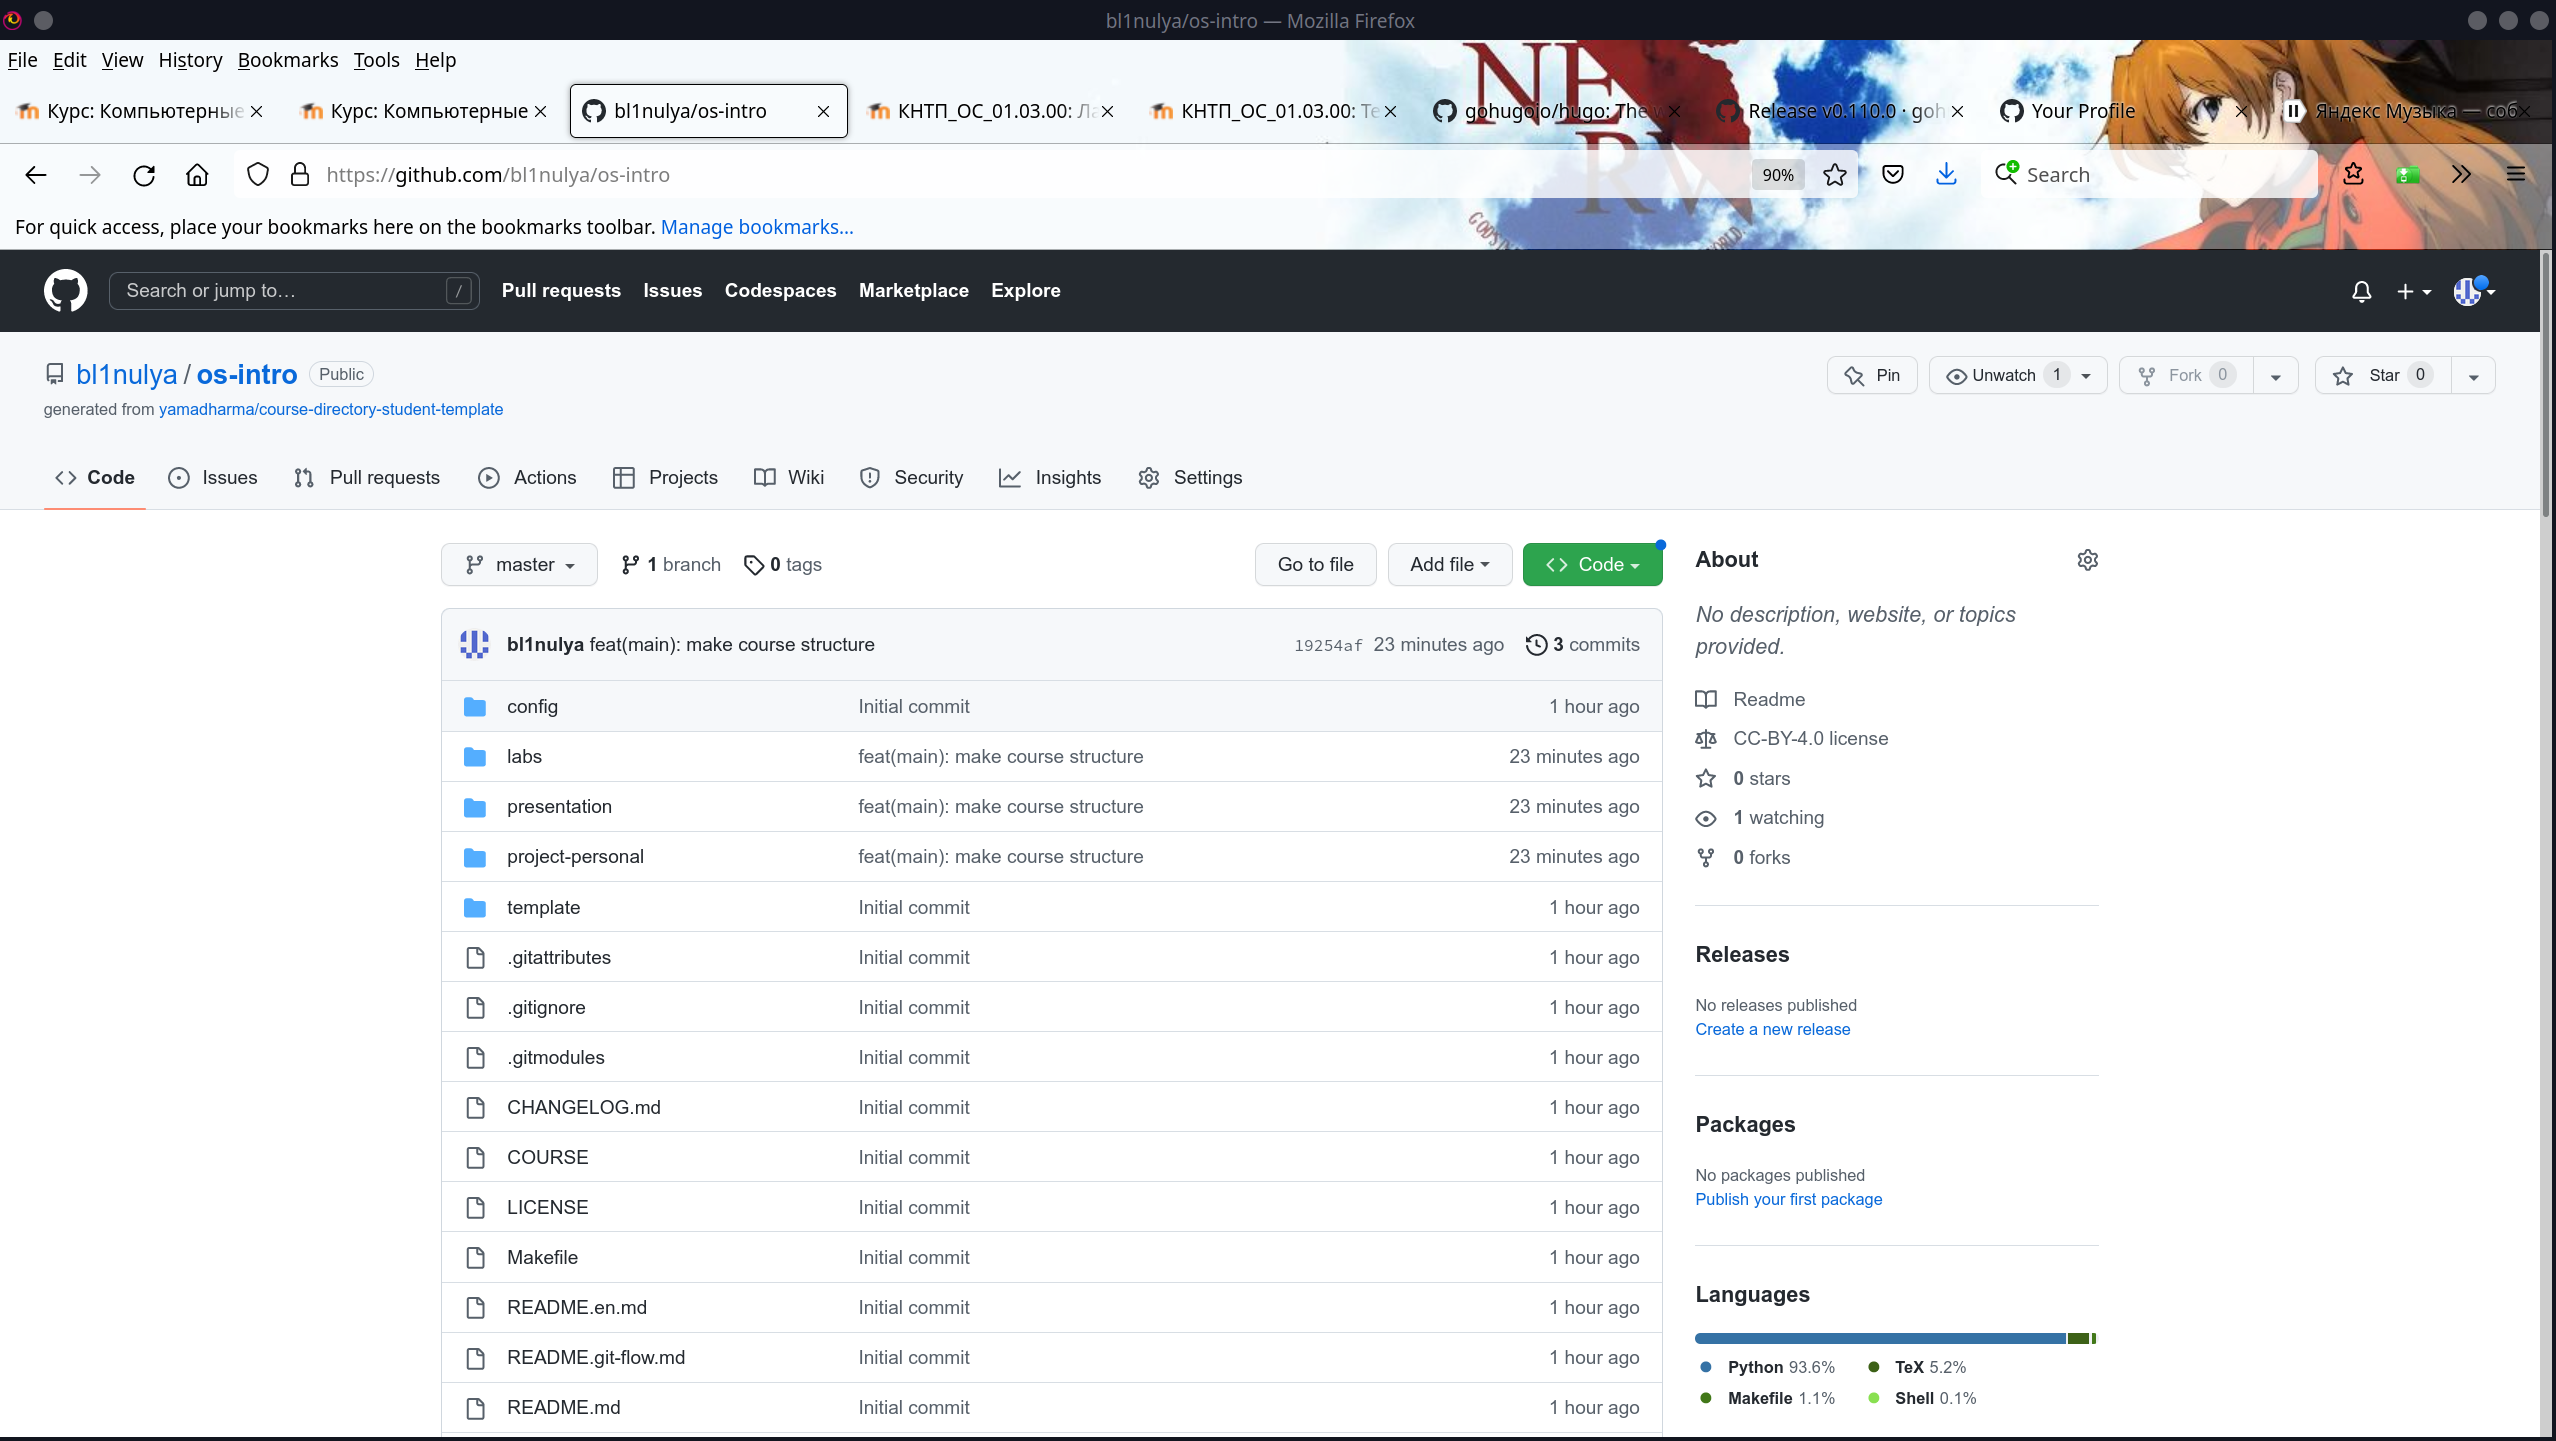 bl1nulya/os-intro — Mozilla Firefox
File Edit View History Bookmarks Tools Help
Курс: Компьютерные
Курс: Компьютерные
bl1nulya/os-intro
КНТП_ОС_01.03.00: Ла
КНТП_ОС_01.03.00: Те
gohugoio/hugo: The
Release v0.110.0 · goh
Your Profile
Яндекс Музыка — соб
NERV
https://github.com/bl1nulya/os-intro
90%
Search
For quick access, place your bookmarks here on the bookmarks toolbar. Manage bookmarks...
Search or jump to… /
Pull requests Issues Codespaces Marketplace Explore
bl1nulya / os-intro Public
Pin Unwatch 1 Fork 0 Star 0
generated from yamadharma/course-directory-student-template
Code Issues Pull requests Actions Projects Wiki Security Insights Settings
master 1 branch 0 tags
Go to file Add file Code
bl1nulya feat(main): make course structure 19254af 23 minutes ago 3 commits
config Initial commit 1 hour ago
labs feat(main): make course structure 23 minutes ago
presentation feat(main): make course structure 23 minutes ago
project-personal feat(main): make course structure 23 minutes ago
template Initial commit 1 hour ago
.gitattributes Initial commit 1 hour ago
.gitignore Initial commit 1 hour ago
.gitmodules Initial commit 1 hour ago
CHANGELOG.md Initial commit 1 hour ago
COURSE Initial commit 1 hour ago
LICENSE Initial commit 1 hour ago
Makefile Initial commit 1 hour ago
README.en.md Initial commit 1 hour ago
README.git-flow.md Initial commit 1 hour ago
README.md Initial commit 1 hour ago
About
No description, website, or topics
provided.
Readme
CC-BY-4.0 license
0 stars
1 watching
0 forks
Releases
No releases published
Create a new release
Packages
No packages published
Publish your first package
Languages
Python 93.6% TeX 5.2%
Makefile 1.1% Shell 0.1%